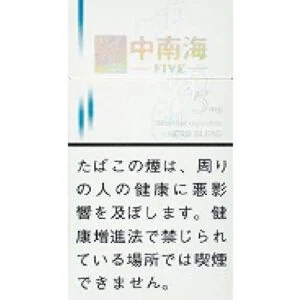 中南海
FIVE
たばこの煙は、周り
の人の健康に悪影
響を及ぼします。健
康増進法で禁じられ
ている場所では喫煙
できません。